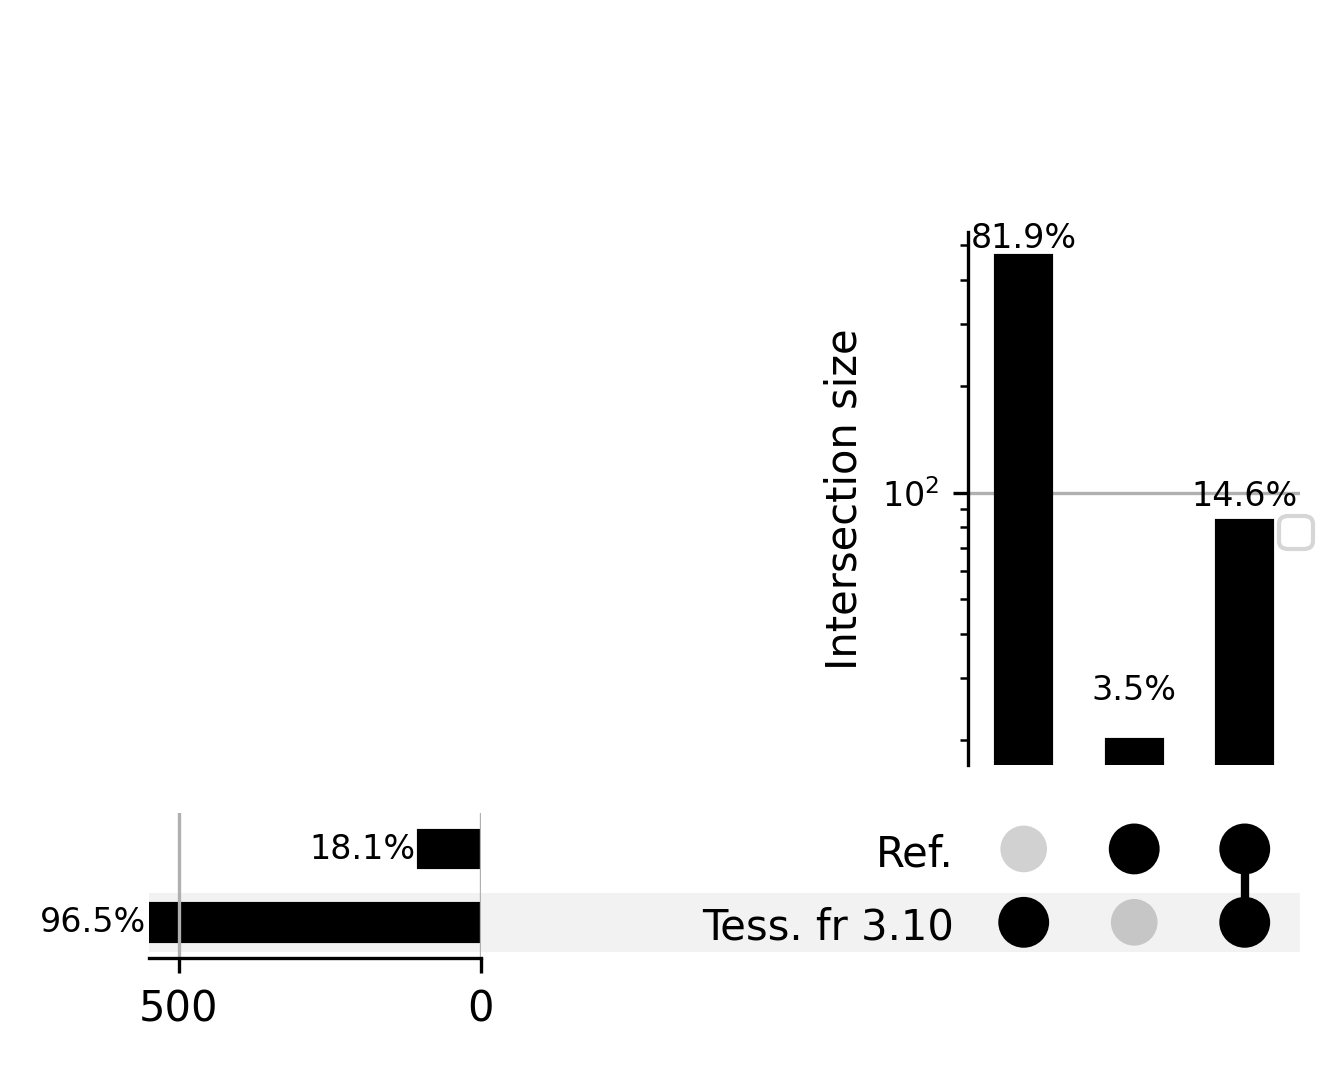 81.9%
Intersection size
10²
14.6%
3.5%
18.1%
Ref.
96.5%
Tess. fr 3.10
500
0